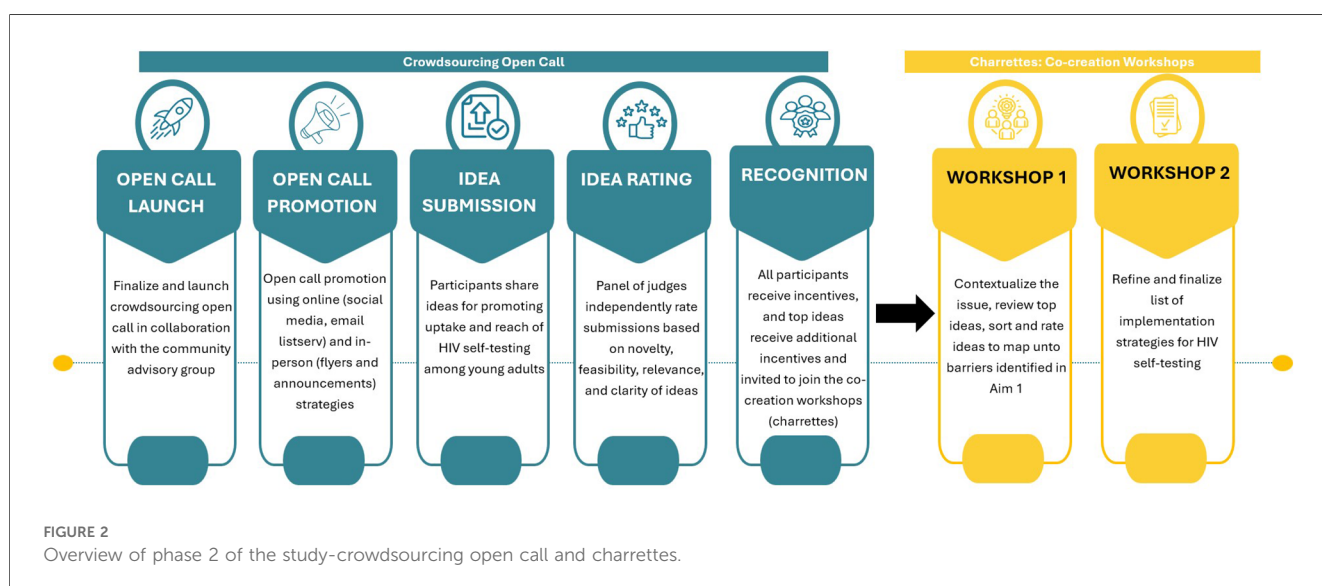 Crowdsourcing Open Call
Charrettes: Co-creation Workshops
OPEN CALL
LAUNCH
Finalize and launch
crowdsourcing open
call in collaboration
with the community
advisory group
OPEN CALL
PROMOTION
Open call promotion
using online (social
media, email
listserv) and in-
person (flyers and
announcements)
strategies
IDEA
SUBMISSION
Participants share
ideas for promoting
uptake and reach of
HIV self-testing
among young adults
IDEA RATING
Panel of judges
independently rate
submissions based
on novelty,
feasibility, relevance,
and clarity of ideas
RECOGNITION
All participants
receive incentives,
and top ideas
receive additional
incentives and
invited to join the co-
creation workshops
(charrettes)
WORKSHOP 1
Contextualize the
issue, review top
ideas, sort and rate
ideas to map unto
barriers identified in
Aim 1
WORKSHOP 2
Refine and finalize
list of
implementation
strategies for HIV
self-testing
FIGURE 2
Overview of phase 2 of the study-crowdsourcing open call and charrettes.